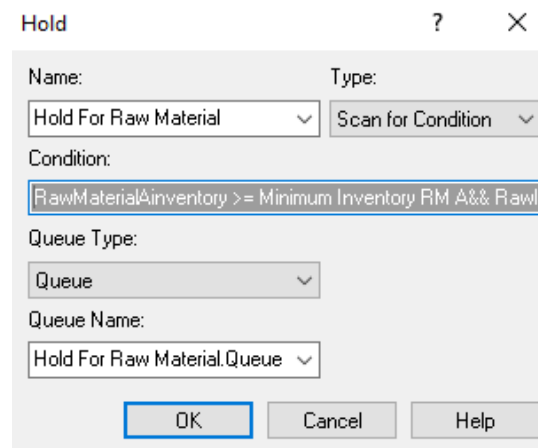 Hold ? ×
Name: Type:
Hold For Raw Material Scan for Condition
Condition:
RawMaterialAinventory >= Minimum Inventory RM A&& Raw
Queue Type:
Queue
Queue Name:
Hold For Raw Material.Queue
OK Cancel Help